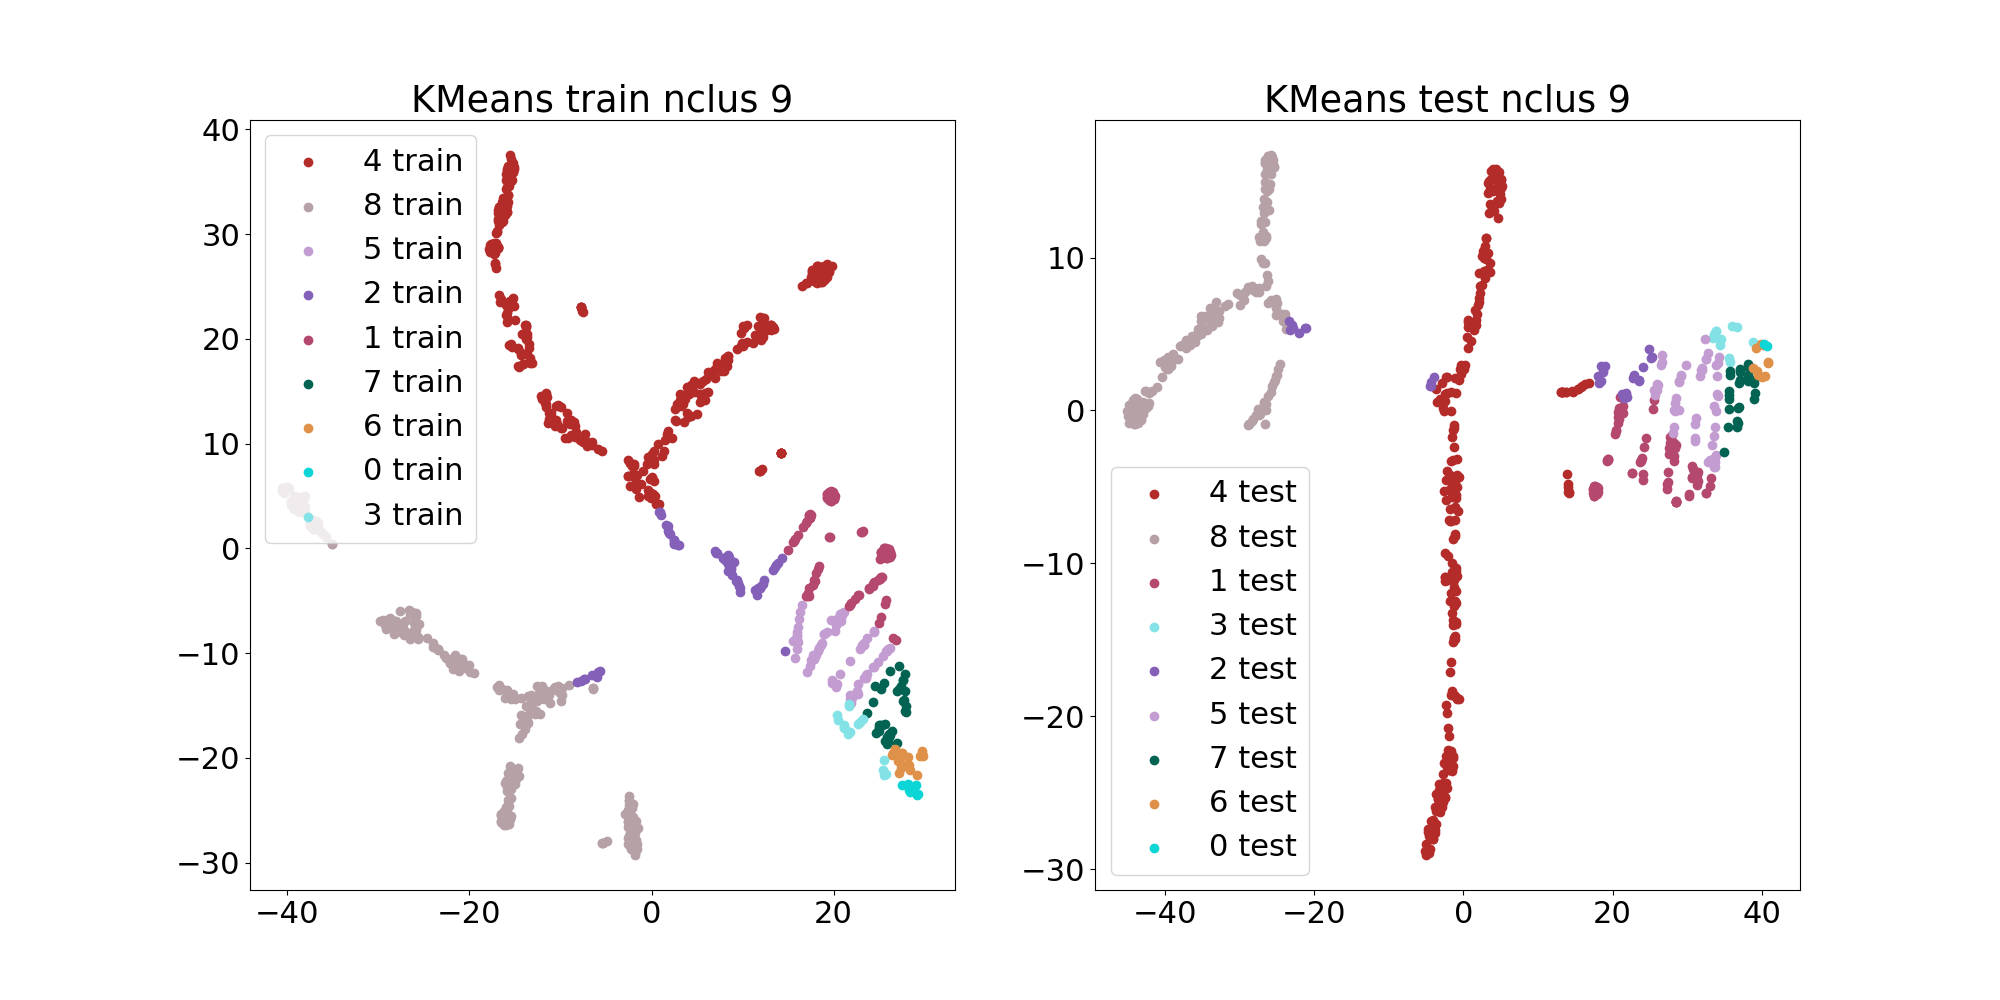 KMeans train nclus 9
40
30
20
10
0
−10
−20
−30
−40
−20
0
20
4 train
8 train
5 train
2 train
1 train
7 train
6 train
0 train
3 train
KMeans test nclus 9
10
0
−10
−20
−30
−40
−20
0
20
40
4 test
8 test
1 test
3 test
2 test
5 test
7 test
6 test
0 test